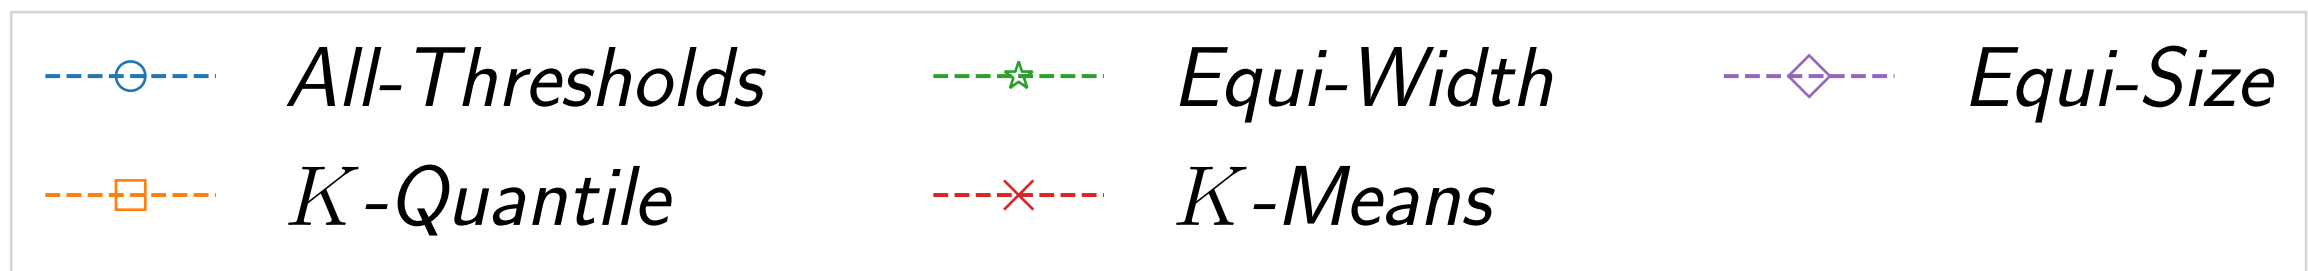 All-Thresholds Equi-Width Equi-Size
K-Quantile K-Means